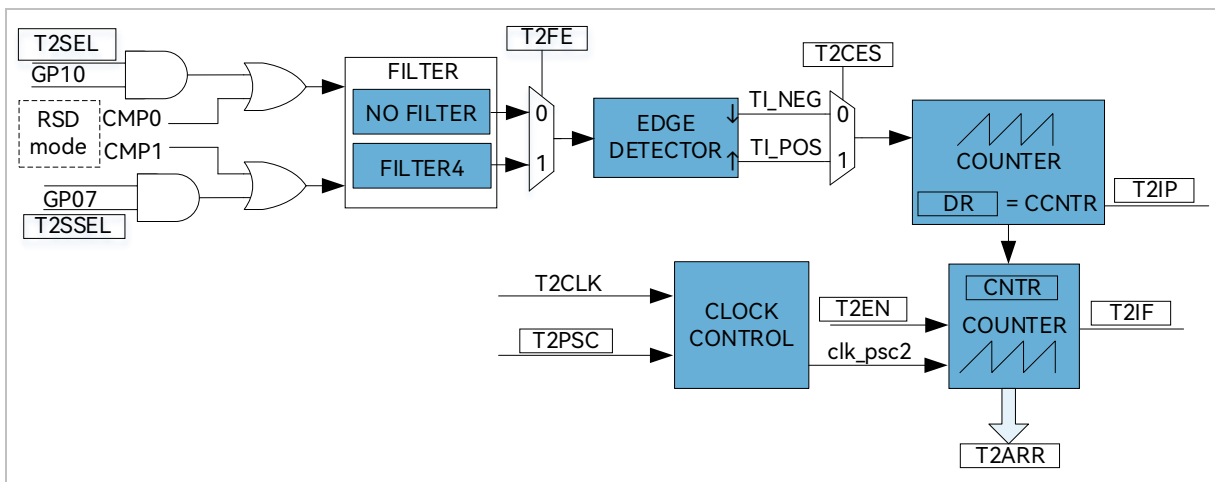 T2SEL
GP10
RSD
mode
CMP0
CMP1
GP07
T2SSEL
FILTER
NO FILTER
FILTER4
T2FE
0
1
EDGE
DETECTOR
↓
↑
TI_NEG
TI_POS
T2CES
0
1
COUNTER
DR = CCNTR
T2IP
T2CLK
T2PSC
CLOCK
CONTROL
T2EN
clk_psc2
CNTR
COUNTER
T2IF
T2ARR